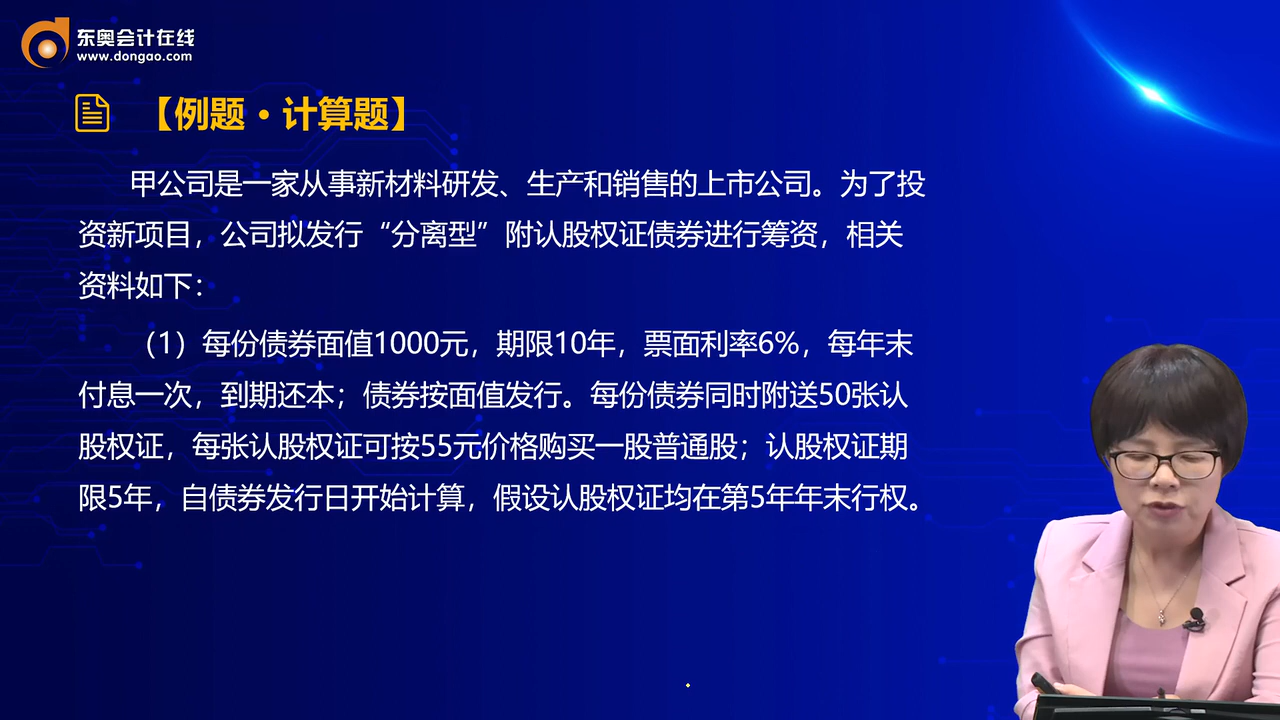 东奥会计在线
www.dongao.com
【例题·计算题】
甲公司是一家从事新材料研发、生产和销售的上市公司。为了投
资新项目，公司拟发行“分离型”附认股权证债券进行筹资，相关
资料如下：
（1）每份债券面值1000元，期限10年，票面利率6%，每年末
付息一次，到期还本；债券按面值发行。每份债券同时附送50张认
股权证，每张认股权证可按55元价格购买一股普通股；认股权证期
限5年，自债券发行日开始计算，假设认股权证均在第5年年末行权。